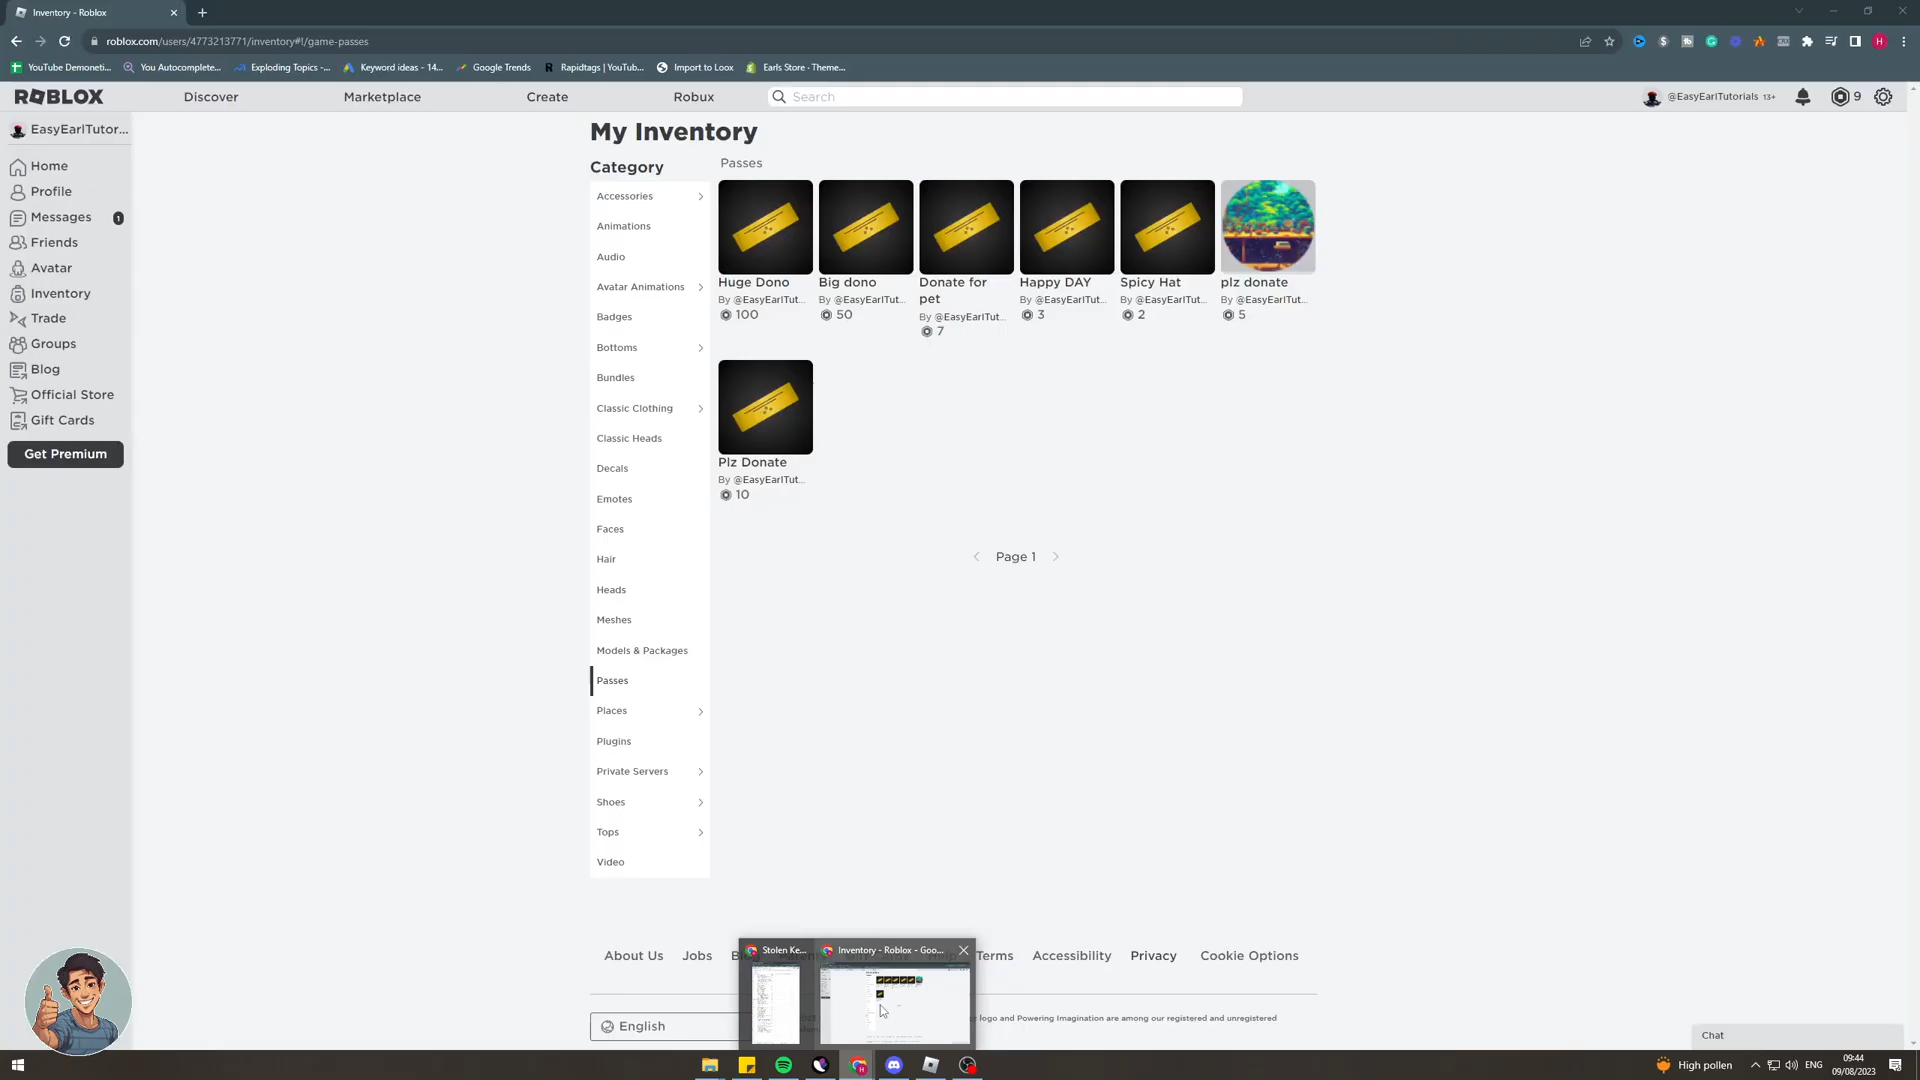 Inventory - Roblox
roblox.com/users/4773213771/inventory#!/game-passes
YouTube Demoneti...
You Autocomplete...
Exploding Topics -...
Keyword ideas - 14...
Google Trends
Rapidtags | YouTub...
Import to Loox
Earls Store · Theme...
ROBLOX
Discover
Marketplace
Create
Robux
Search
@EasyEarlTutorials 13+
9
EasyEarlTutor...
Home
Profile
Messages 1
Friends
Avatar
Inventory
Trade
Groups
Blog
Official Store
Gift Cards
Get Premium
My Inventory
Category
Accessories
Animations
Audio
Avatar Animations
Badges
Bottoms
Bundles
Classic Clothing
Classic Heads
Decals
Emotes
Faces
Hair
Heads
Meshes
Models & Packages
Passes
Places
Plugins
Private Servers
Shoes
Tops
Video
Passes
Huge Dono
By @EasyEarlTut...
100
Big dono
By @EasyEarlTut...
50
Donate for
pet
By @EasyEarlTut...
7
Happy DAY
By @EasyEarlTut...
3
Spicy Hat
By @EasyEarlTut...
2
plz donate
By @EasyEarlTut...
5
Plz Donate
By @EasyEarlTut...
10
Page 1
About Us
Jobs
Terms
Accessibility
Privacy
Cookie Options
Stolen Ke...
Inventory - Roblox - Goo...
English
logo and Powering Imagination are among our registered and unregistered
Chat
High pollen
ENG
09:44
09/08/2023